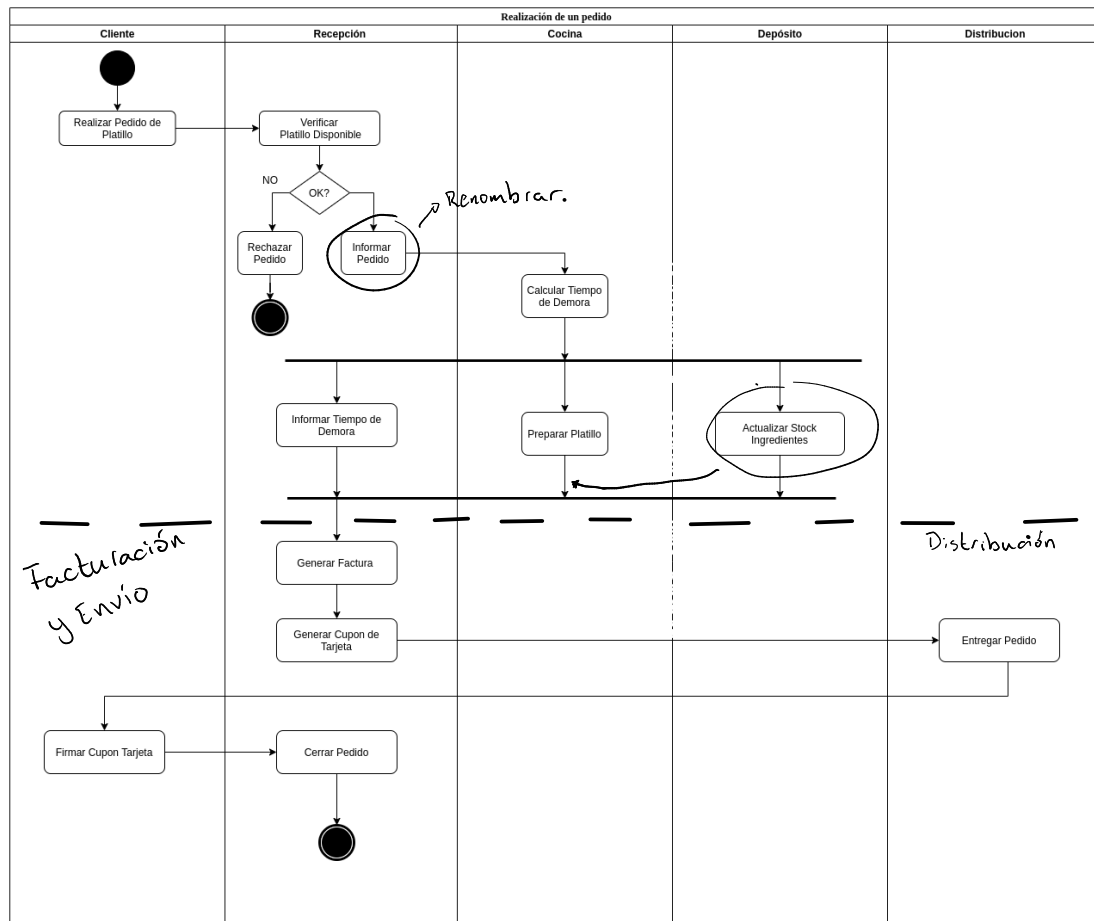 Realización de un pedido
Cliente
Recepción
Cocina
Depósito
Distribucion
Realizar Pedido de
Platillo
Verificar
Platillo Disponible
NO
OK?
Renombrar.
Rechazar
Pedido
Informar
Pedido
Calcular Tiempo
de Demora
Informar Tiempo de
Demora
Preparar Platillo
Actualizar Stock
Ingredientes
Facturación
y Envío
Distribución
Generar Factura
Generar Cupon de
Tarjeta
Entregar Pedido
Firmar Cupon Tarjeta
Cerrar Pedido